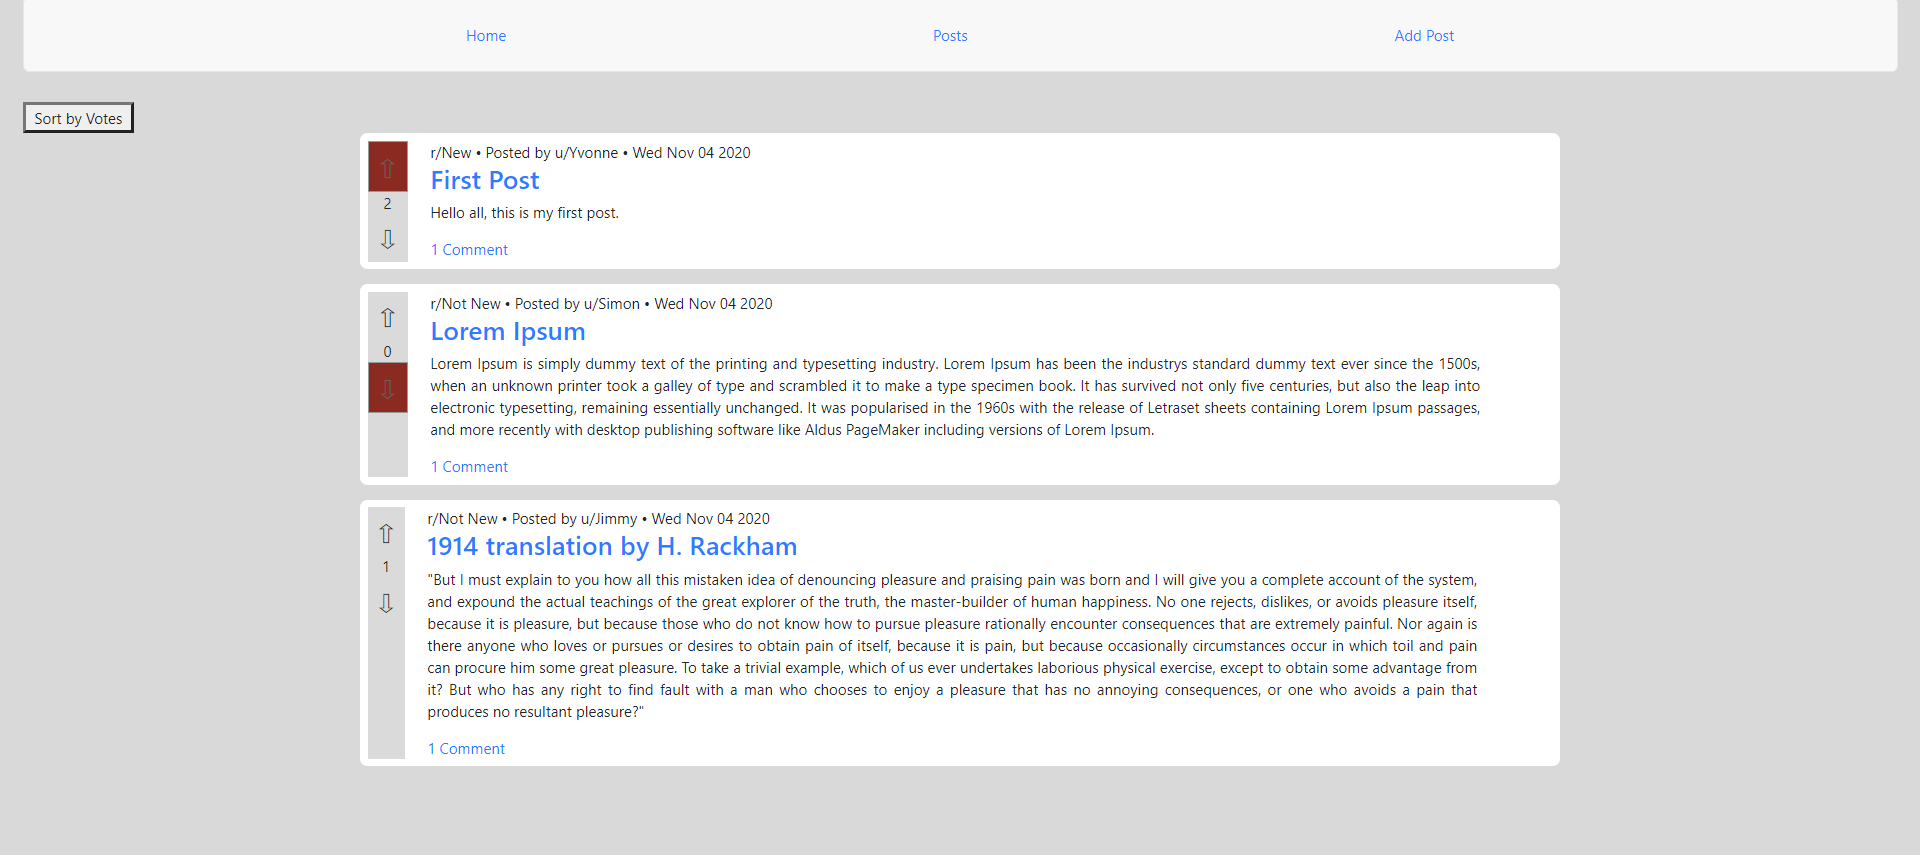 Home Posts Add Post
Sort by Votes
r/New • Posted by u/Yvonne • Wed Nov 04 2020
First Post
⇧
2
⇩
Hello all, this is my first post.
1 Comment
r/Not New • Posted by u/Simon • Wed Nov 04 2020
Lorem Ipsum
⇧
0
⇩
Lorem Ipsum is simply dummy text of the printing and typesetting industry. Lorem Ipsum has been the industrys standard dummy text ever since the 1500s,
when an unknown printer took a galley of type and scrambled it to make a type specimen book. It has survived not only five centuries, but also the leap into
electronic typesetting, remaining essentially unchanged. It was popularised in the 1960s with the release of Letraset sheets containing Lorem Ipsum passages,
and more recently with desktop publishing software like Aldus PageMaker including versions of Lorem Ipsum.
1 Comment
r/Not New • Posted by u/Jimmy • Wed Nov 04 2020
1914 translation by H. Rackham
⇧
1
⇩
"But I must explain to you how all this mistaken idea of denouncing pleasure and praising pain was born and I will give you a complete account of the system,
and expound the actual teachings of the great explorer of the truth, the master-builder of human happiness. No one rejects, dislikes, or avoids pleasure itself,
because it is pleasure, but because those who do not know how to pursue pleasure rationally encounter consequences that are extremely painful. Nor again is
there anyone who loves or pursues or desires to obtain pain of itself, because it is pain, but because occasionally circumstances occur in which toil and pain
can procure him some great pleasure. To take a trivial example, which of us ever undertakes laborious physical exercise, except to obtain some advantage from
it? But who has any right to find fault with a man who chooses to enjoy a pleasure that has no annoying consequences, or one who avoids a pain that
produces no resultant pleasure?"
1 Comment